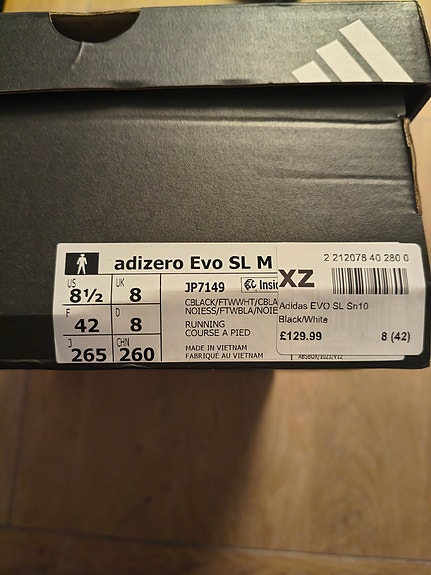 adizero Evo SL M
US
8½
UK
8
F
42
D
8
J
265
CHN
260
JP7149
CBLACK/FTWWHT/CBLA
NOIESS/FTWBLA/NOIE
RUNNING
COURSE A PIED
MADE IN VIETNAM
FABRIQUÉ AU VIETNAM
XZ
2 212078 40 280 0
Adidas EVO SL Sn10
Black/White
£129.99
8 (42)